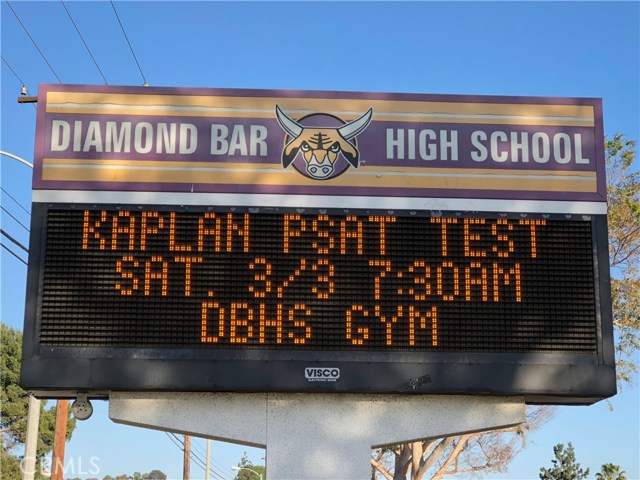 DIAMOND BAR HIGH SCHOOL
KAPLAN PSAT TEST
SAT. 3/3 7:30AM
DBHS GYM
VISCO
CRMLS